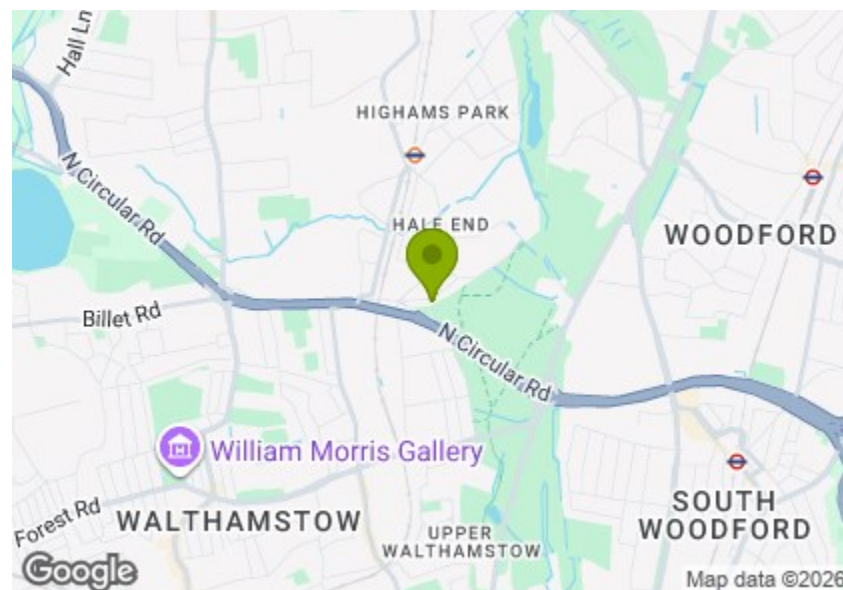 Hall Ln
HIGHAMS PARK
N Circular Rd
HALE END
WOODFORD
Billet Rd
N Circular Rd
William Morris Gallery
Forest Rd
WALTHAMSTOW
UPPER
WALTHAMSTOW
SOUTH
WOODFORD
Google
Map data ©2026